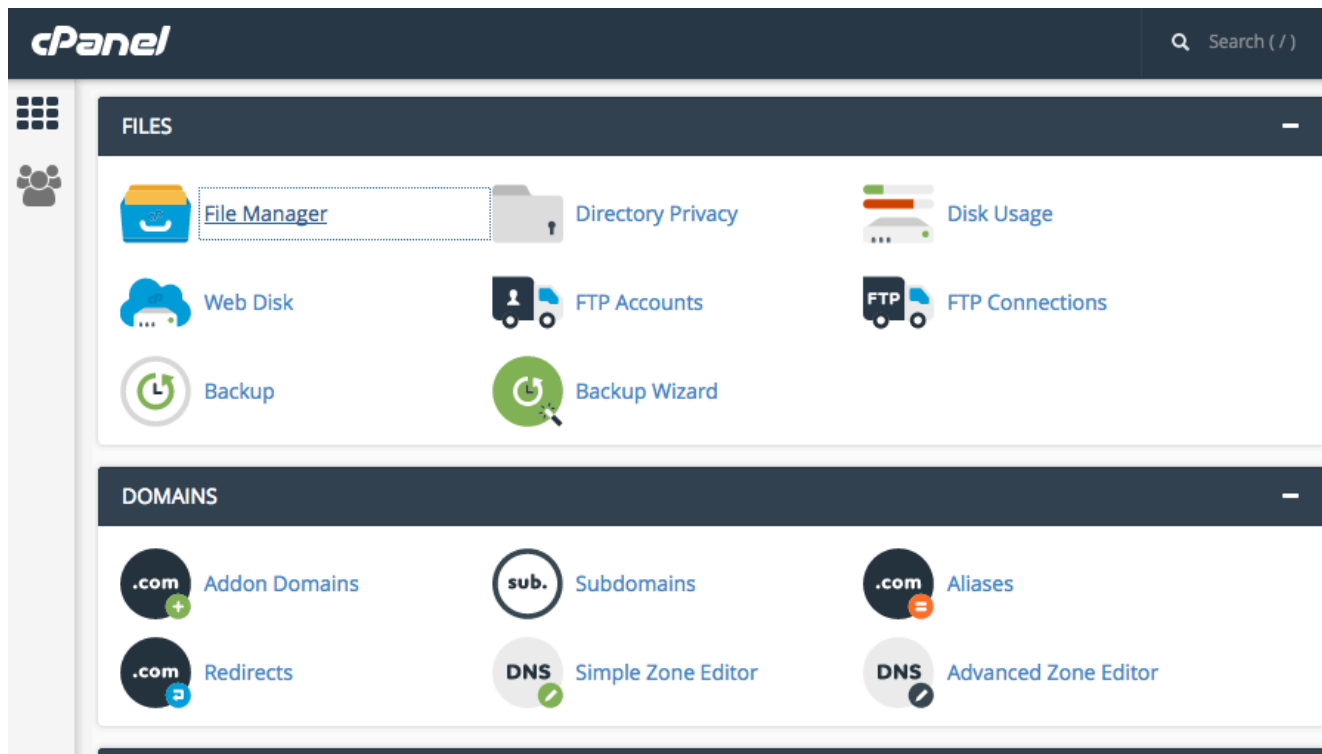 cPanel
Search ( / )
FILES
File Manager
Directory Privacy
Disk Usage
Web Disk
FTP Accounts
FTP
FTP Connections
Backup
Backup Wizard
DOMAINS
.com
Addon Domains
sub.
Subdomains
.com
Aliases
.com
Redirects
DNS
Simple Zone Editor
DNS
Advanced Zone Editor